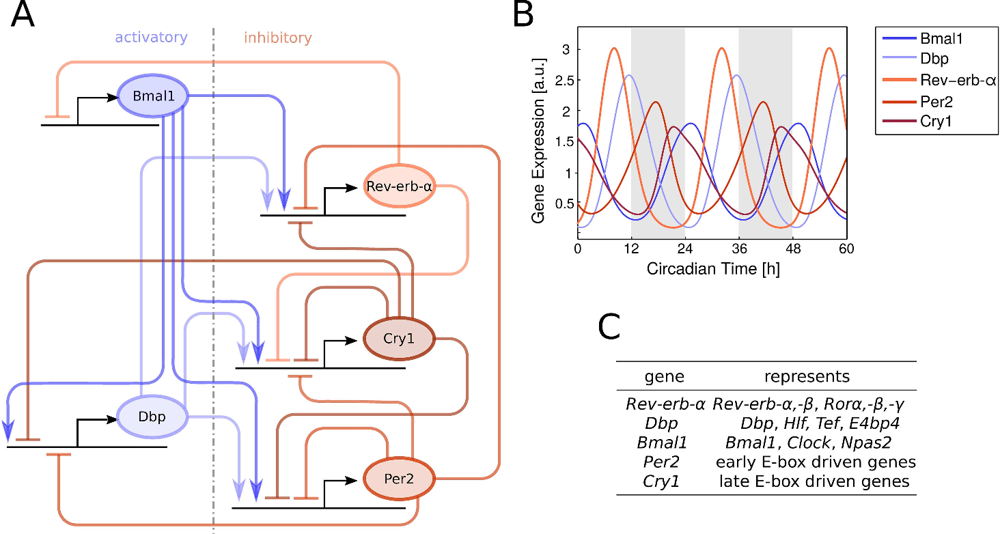 A
activatory
inhibitory
Bmal1
Rev-erb-α
Cry1
Dbp
Per2
B
Gene Expression [a.u.]
3
2.5
2
1.5
1
0.5
0 12 24 36 48 60
Circadian Time [h]
Bmal1
Dbp
Rev−erb-α
Per2
Cry1
C
gene represents
Rev-erb-α Rev-erb-α,-β, Rorα,-β,-γ
Dbp Dbp, Hlf, Tef, E4bp4
Bmal1 Bmal1, Clock, Npas2
Per2 early E-box driven genes
Cry1 late E-box driven genes